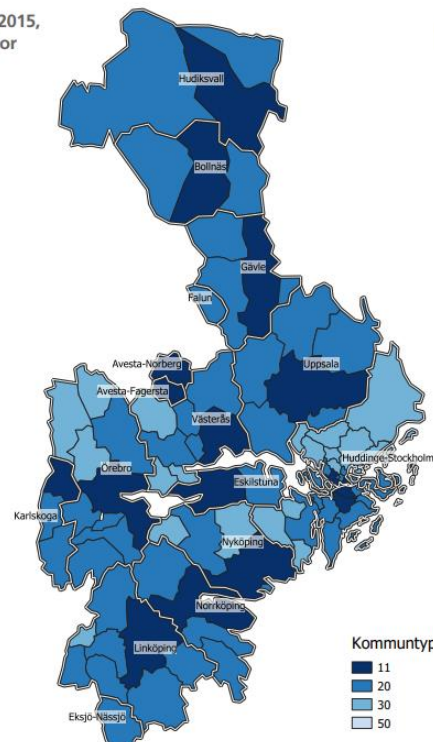 2015,
or
Hudiksvall
Bollnäs
Gävle
Falun
Uppsala
Avesta-Norberg
Avesta-Fagersta
Västerås
Huddinge-Stockholm
Örebro
Eskilstuna
Karlskoga
Nyköping
Norrköping
Linköping
Eksjö-Nässjö
Kommuntyp
11
20
30
50